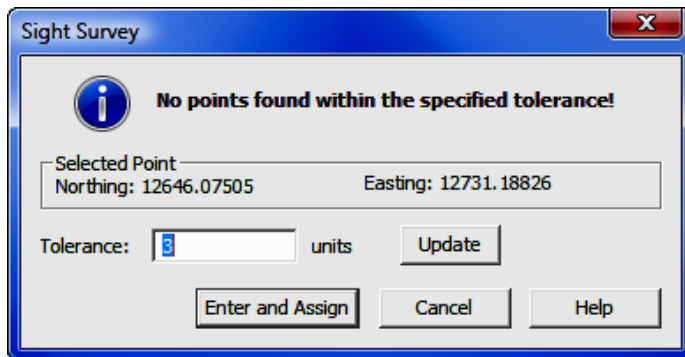 Sight Survey
No points found within the specified tolerance!
Selected Point
Northing: 12646.07505 Easting: 12731.18826
Tolerance: 3 units Update
Enter and Assign Cancel Help